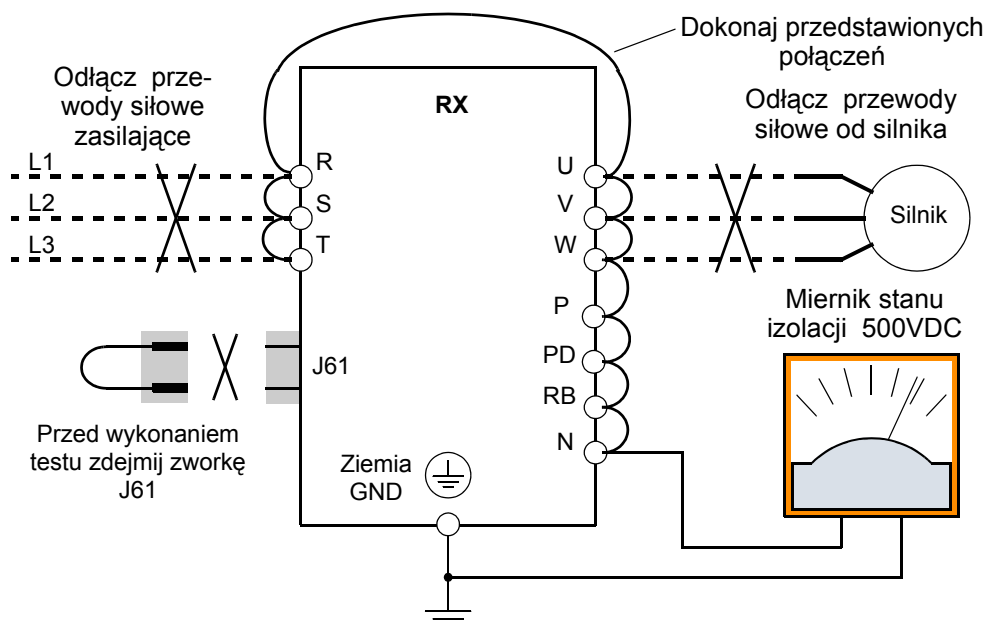 Dokonaj przedstawionych
połączeń
Odłącz prze-
wody siłowe
zasilające
RX
Odłącz przewody
siłowe od silnika
L1
R
U
L2
S
V
Silnik
L3
T
W
P
Miernik stanu
izolacji 500VDC
J61
PD
RB
N
Przed wykonaniem
testu zdejmij zworkę
J61
Ziemia
GND